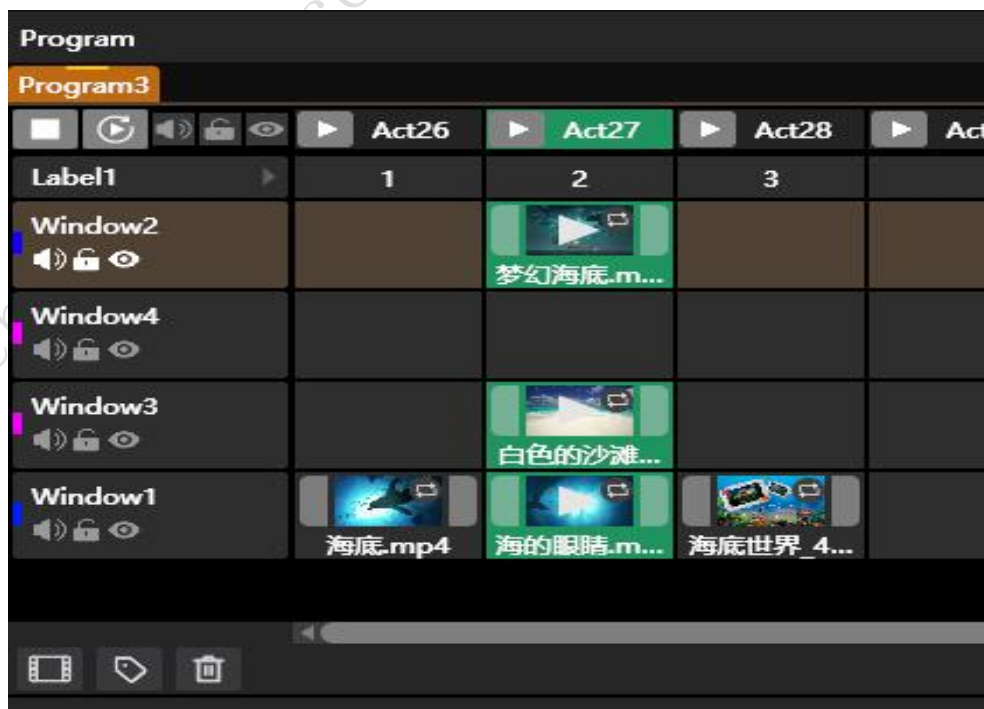 Program
Program3
Act26 Act27 Act28 Act
Label1 1 2 3
Window2
梦幻海底.m...
Window4
Window3
白色的沙滩...
Window1
海底.mp4 海的眼睛.m... 海底世界_4...